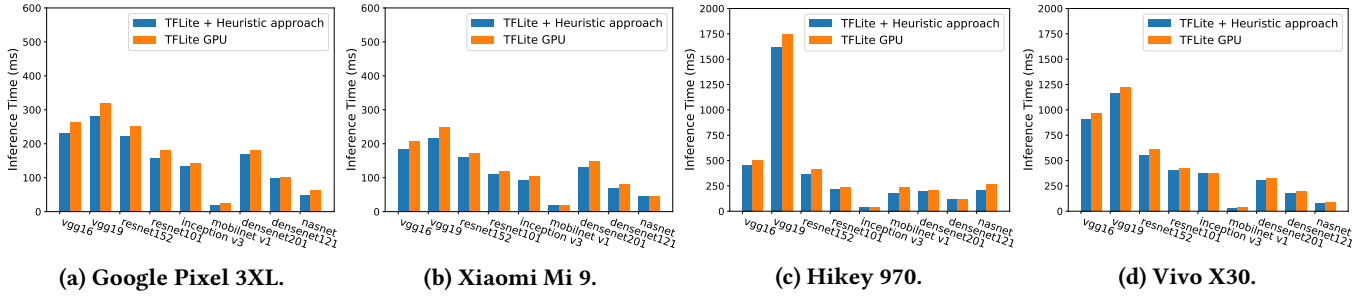 Inference Time (ms)
600
500
400
300
200
100
0
TFLite + Heuristic approach
TFLite GPU
vgg16
vgg19
resnet152
resnet101
inception v3
mobilnet v1
densenet201
densenet121
nasnet
(a) Google Pixel 3XL.
Inference Time (ms)
600
500
400
300
200
100
0
TFLite + Heuristic approach
TFLite GPU
vgg16
vgg19
resnet152
resnet101
inception v3
mobilnet v1
densenet201
densenet121
nasnet
(b) Xiaomi Mi 9.
Inference Time (ms)
2000
1750
1500
1250
1000
750
500
250
0
TFLite + Heuristic approach
TFLite GPU
vgg16
vgg19
resnet152
resnet101
inception v3
mobilnet v1
densenet201
densenet121
nasnet
(c) Hikey 970.
Inference Time (ms)
2000
1750
1500
1250
1000
750
500
250
0
TFLite + Heuristic approach
TFLite GPU
vgg16
vgg19
resnet152
resnet101
inception v3
mobilnet v1
densenet201
densenet121
nasnet
(d) Vivo X30.